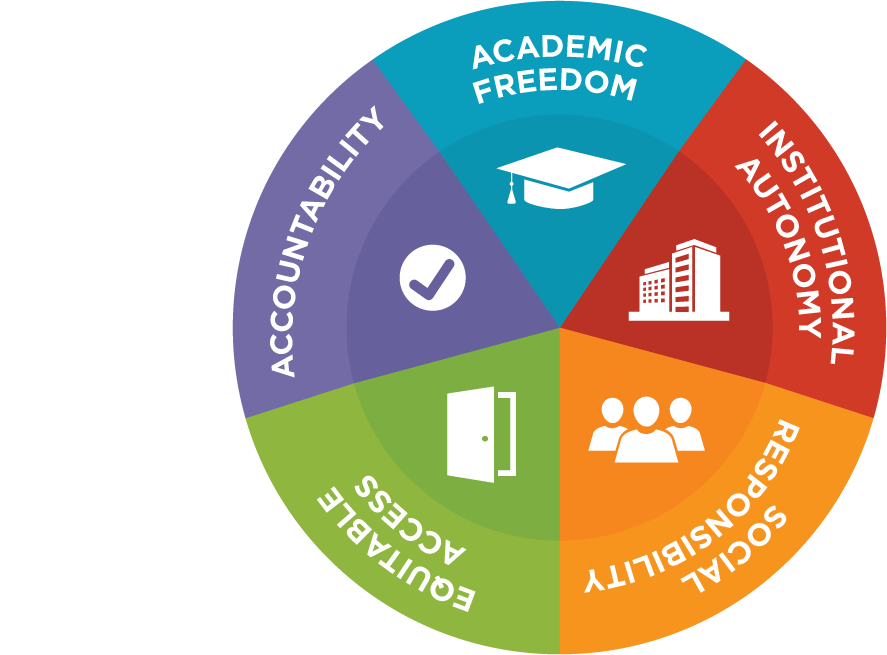 ACADEMIC
FREEDOM
INSTITUTIONAL
AUTONOMY
SOCIAL
RESPONSIBILITY
EQUITABLE
ACCESS
ACCOUNTABILITY